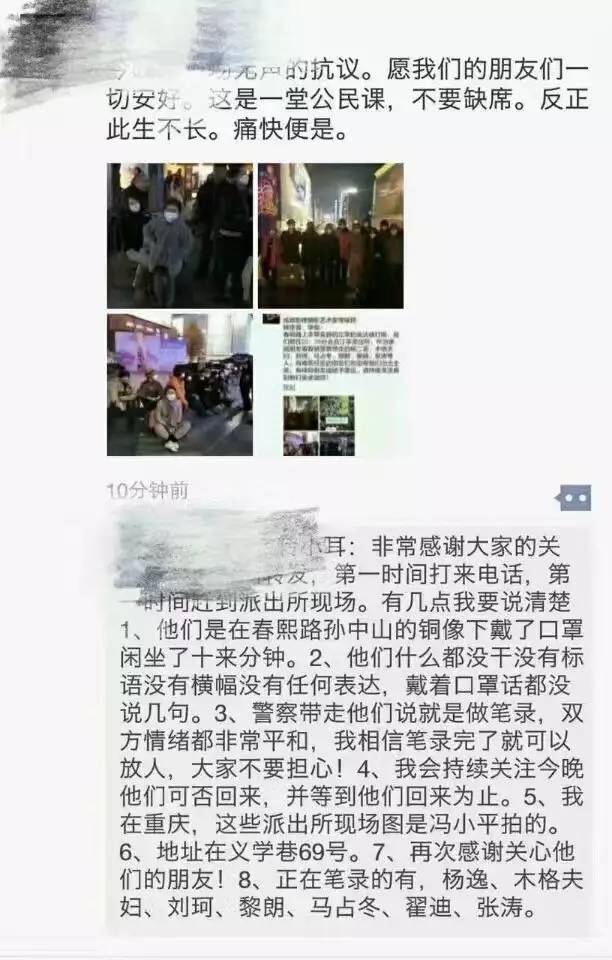 无声的抗议。愿我们的朋友们一
切安好。这是一堂公民课，不要缺席。反正
此生不长。痛快便是。
10分钟前
小耳：非常感谢大家的关
转发，第一时间打来电话，第
一时间赶到派出所现场。有几点我要说清楚
1、他们是在春熙路孙中山的铜像下戴了口罩
闲坐了十来分钟。2、他们什么都没干没有标
语没有横幅没有任何表达，戴着口罩话都没
说几句。3、警察带走他们说就是做笔录，双
方情绪都非常平和，我相信笔录完了就可以
放人，大家不要担心！4、我会持续关注今晚
他们可否回来，并等到他们回来为止。5、我
在重庆，这些派出所现场图是冯小平拍的。
6、地址在义学巷69号。7、再次感谢关心他
们的朋友！8、正在笔录的有，杨逸、木格夫
妇、刘珂、黎朗、马占冬、翟迪、张涛。